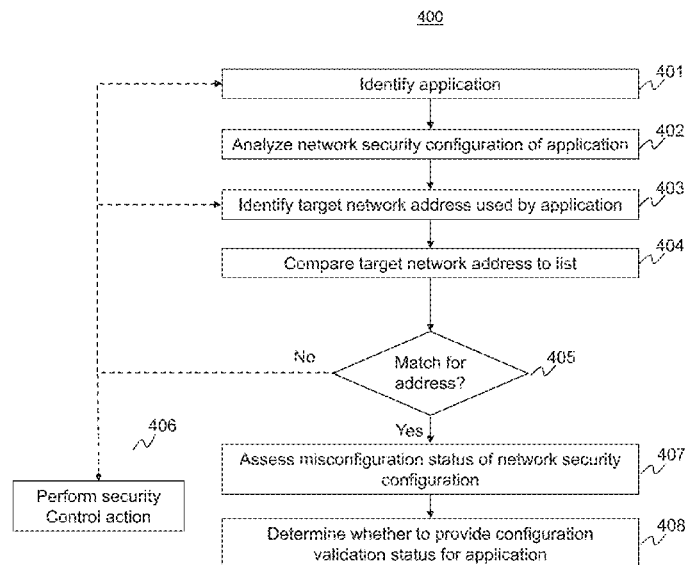 400
Identify application
401
Analyze network security configuration of application
402
Identify target network address used by application
403
Compare target network address to list
404
No
Match for
address?
405
406
Yes
Perform security
Control action
Assess misconfiguration status of network security
configuration
407
Determine whether to provide configuration
validation status for application
408